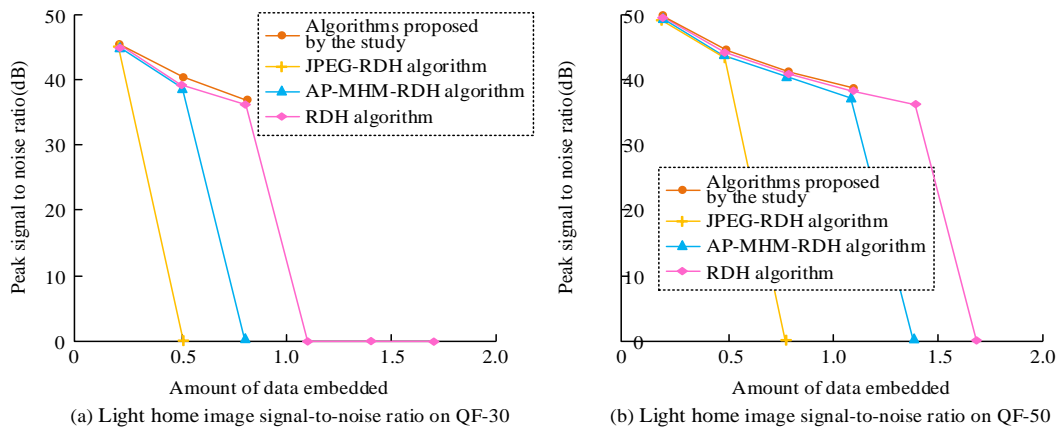 50
40
30
20
10
0
Peak signal to noise ratio(dB)
Algorithms proposed
by the study
JPEG-RDH algorithm
AP-MHM-RDH algorithm
RDH algorithm
0
0.5
1.0
1.5
2.0
Amount of data embedded
(a) Light home image signal-to-noise ratio on QF-30
50
40
30
20
10
0
Peak signal to noise ratio(dB)
Algorithms proposed
by the study
JPEG-RDH algorithm
AP-MHM-RDH algorithm
RDH algorithm
0
0.5
1.0
1.5
2.0
Amount of data embedded
(b) Light home image signal-to-noise ratio on QF-50